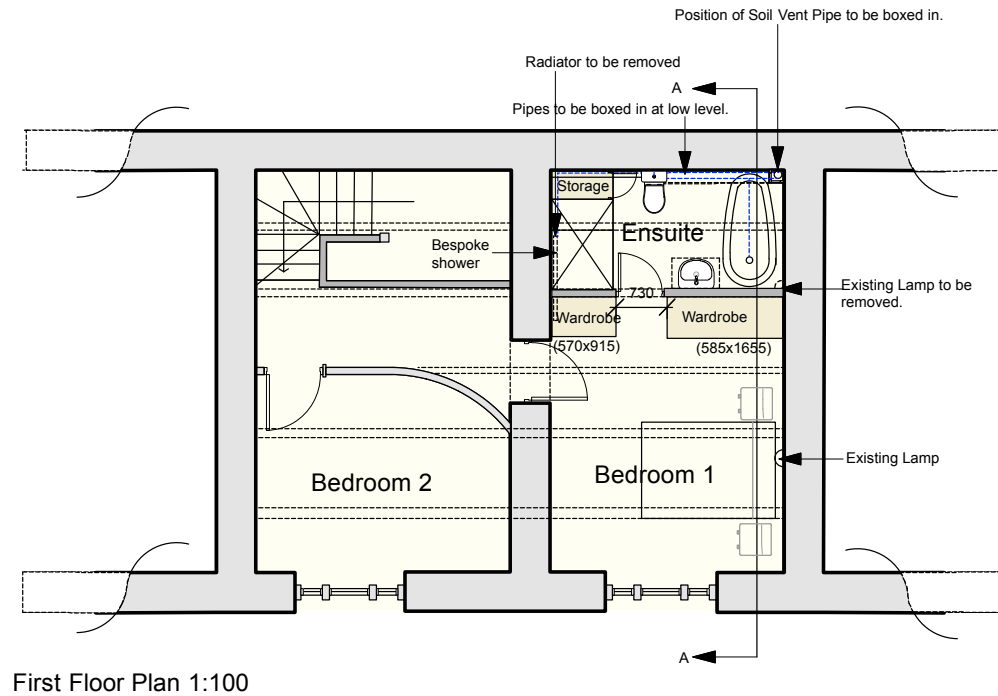 Position of Soil Vent Pipe to be boxed in.
Radiator to be removed
A
Pipes to be boxed in at low level.
Storage
Ensuite
Bespoke
shower
Existing Lamp to be
removed.
730
Wardrobe
Wardrobe
(570x915)
(585x1655)
Existing Lamp
Bedroom 2
Bedroom 1
A
First Floor Plan 1:100